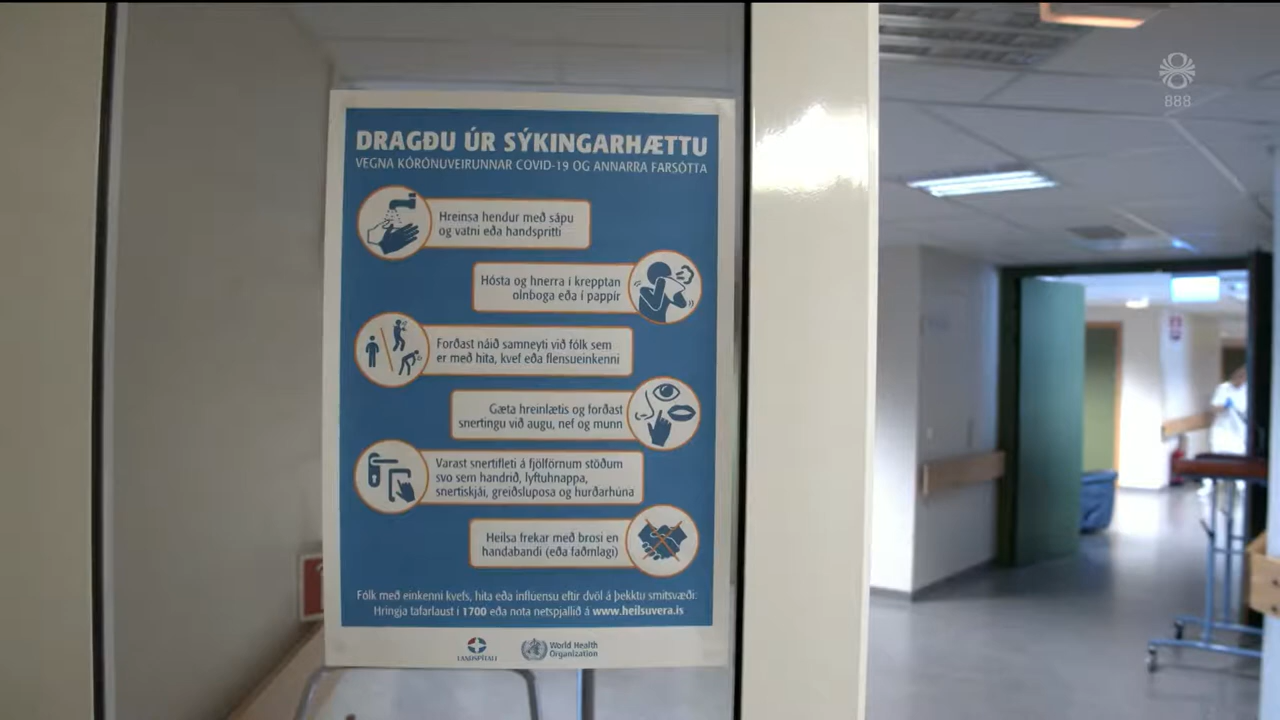 888
DRAGÐU ÚR SÝKINGARHÆTTU
VEGNA KÓRÓNUVEIRUNNAR COVID-19 OG ANNARRA FARSÓTTA
Hreinsa hendur með sápu
og vatni eða handspritti
Hósta og hnerra í krepptan
olnboga eða í pappír
Forðast náið samneyti við fólk sem
er með hita, kvef eða flensueinkenni
Gæta hreinlætis og forðast
snertingu við augu, nef og munn
Varast snertifleti á fjölförnum stöðum
svo sem handrið, lyftuhnappa,
snertiskjái, greiðsluposa og hurðarhúna
Heilsa frekar með brosi en
handabandi (eða faðmlagi)
Fólk með einkenni kvefs, hita eða inflúensu eftir dvöl á þekktu smitsvæði:
Hringja tafarlaust í 1700 eða nota netspjallið á www.heilsuvera.is
LANDSPÍTALI
World Health
Organization